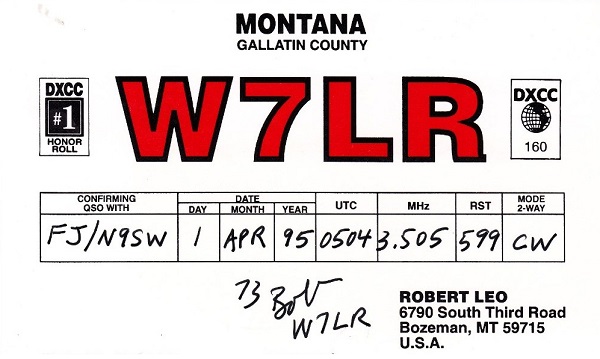 MONTANA
GALLATIN COUNTY
DXCC
#1
HONOR
ROLL
W7LR
DXCC
160
CONFIRMING QSO WITH DATE DAY MONTH YEAR UTC MHz RST MODE 2-WAY
FJ/N9SW 1 APR 95 0504 3.505 599 CW
73 Bob
W7LR
ROBERT LEO
6790 South Third Road
Bozeman, MT 59715
U.S.A.